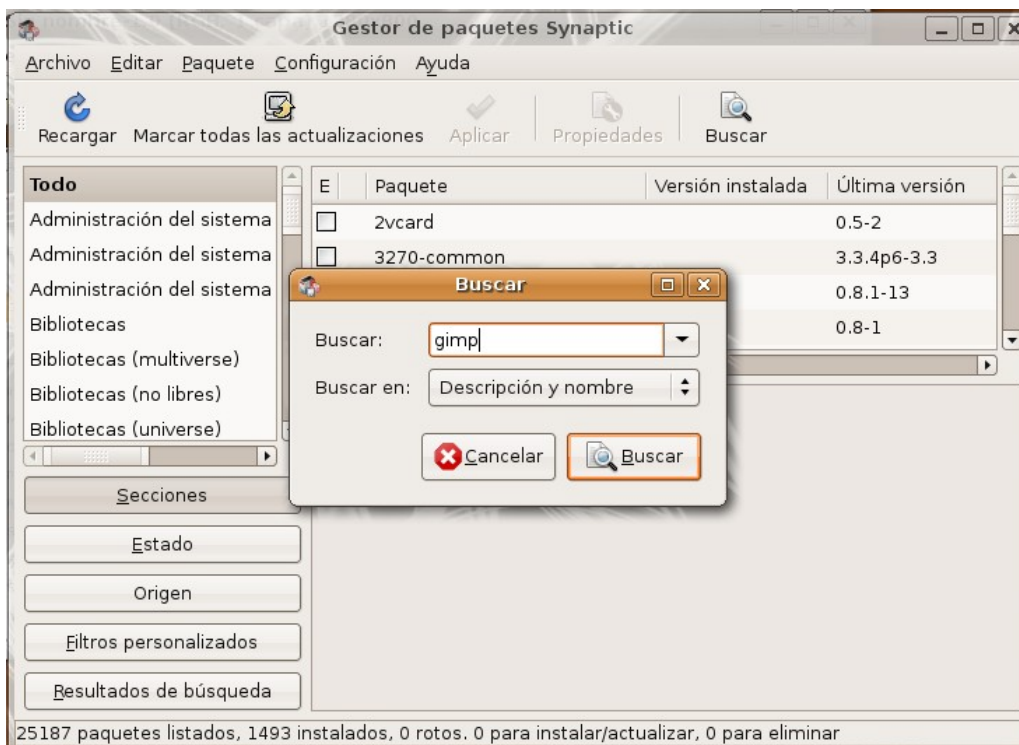 Gestor de paquetes Synaptic
Archivo Editar Paquete Configuración Ayuda
Recargar Marcar todas las actualizaciones Aplicar Propiedades Buscar
Todo
Administración del sistema
Administración del sistema
Administración del sistema
Bibliotecas
Bibliotecas (multiverse)
Bibliotecas (no libres)
Bibliotecas (universe)
E Paquete Versión instalada Última versión
2vcard 0.5-2
3270-common 3.3.4p6-3.3
0.8.1-13
0.8-1
Buscar
Buscar: gimp
Buscar en: Descripción y nombre
Cancelar Buscar
Secciones
Estado
Origen
Filtros personalizados
Resultados de búsqueda
25187 paquetes listados, 1493 instalados, 0 rotos. 0 para instalar/actualizar, 0 para eliminar